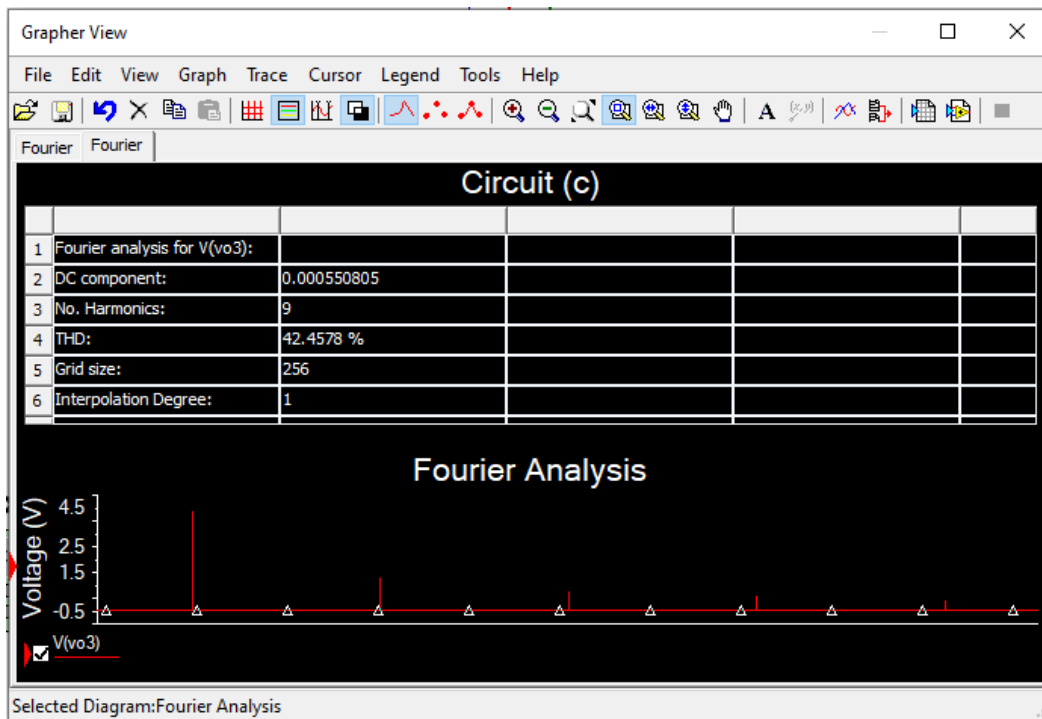 Grapher View
File Edit View Graph Trace Cursor Legend Tools Help
A (x,y)
Fourier Fourier
Circuit (c)
1 Fourier analysis for V(vo3):
2 DC component: 0.000550805
3 No. Harmonics: 9
4 THD: 42.4578 %
5 Grid size: 256
6 Interpolation Degree: 1
Fourier Analysis
Voltage (V)
4.5
2.5
1.5
-0.5
V(vo3)
Selected Diagram:Fourier Analysis